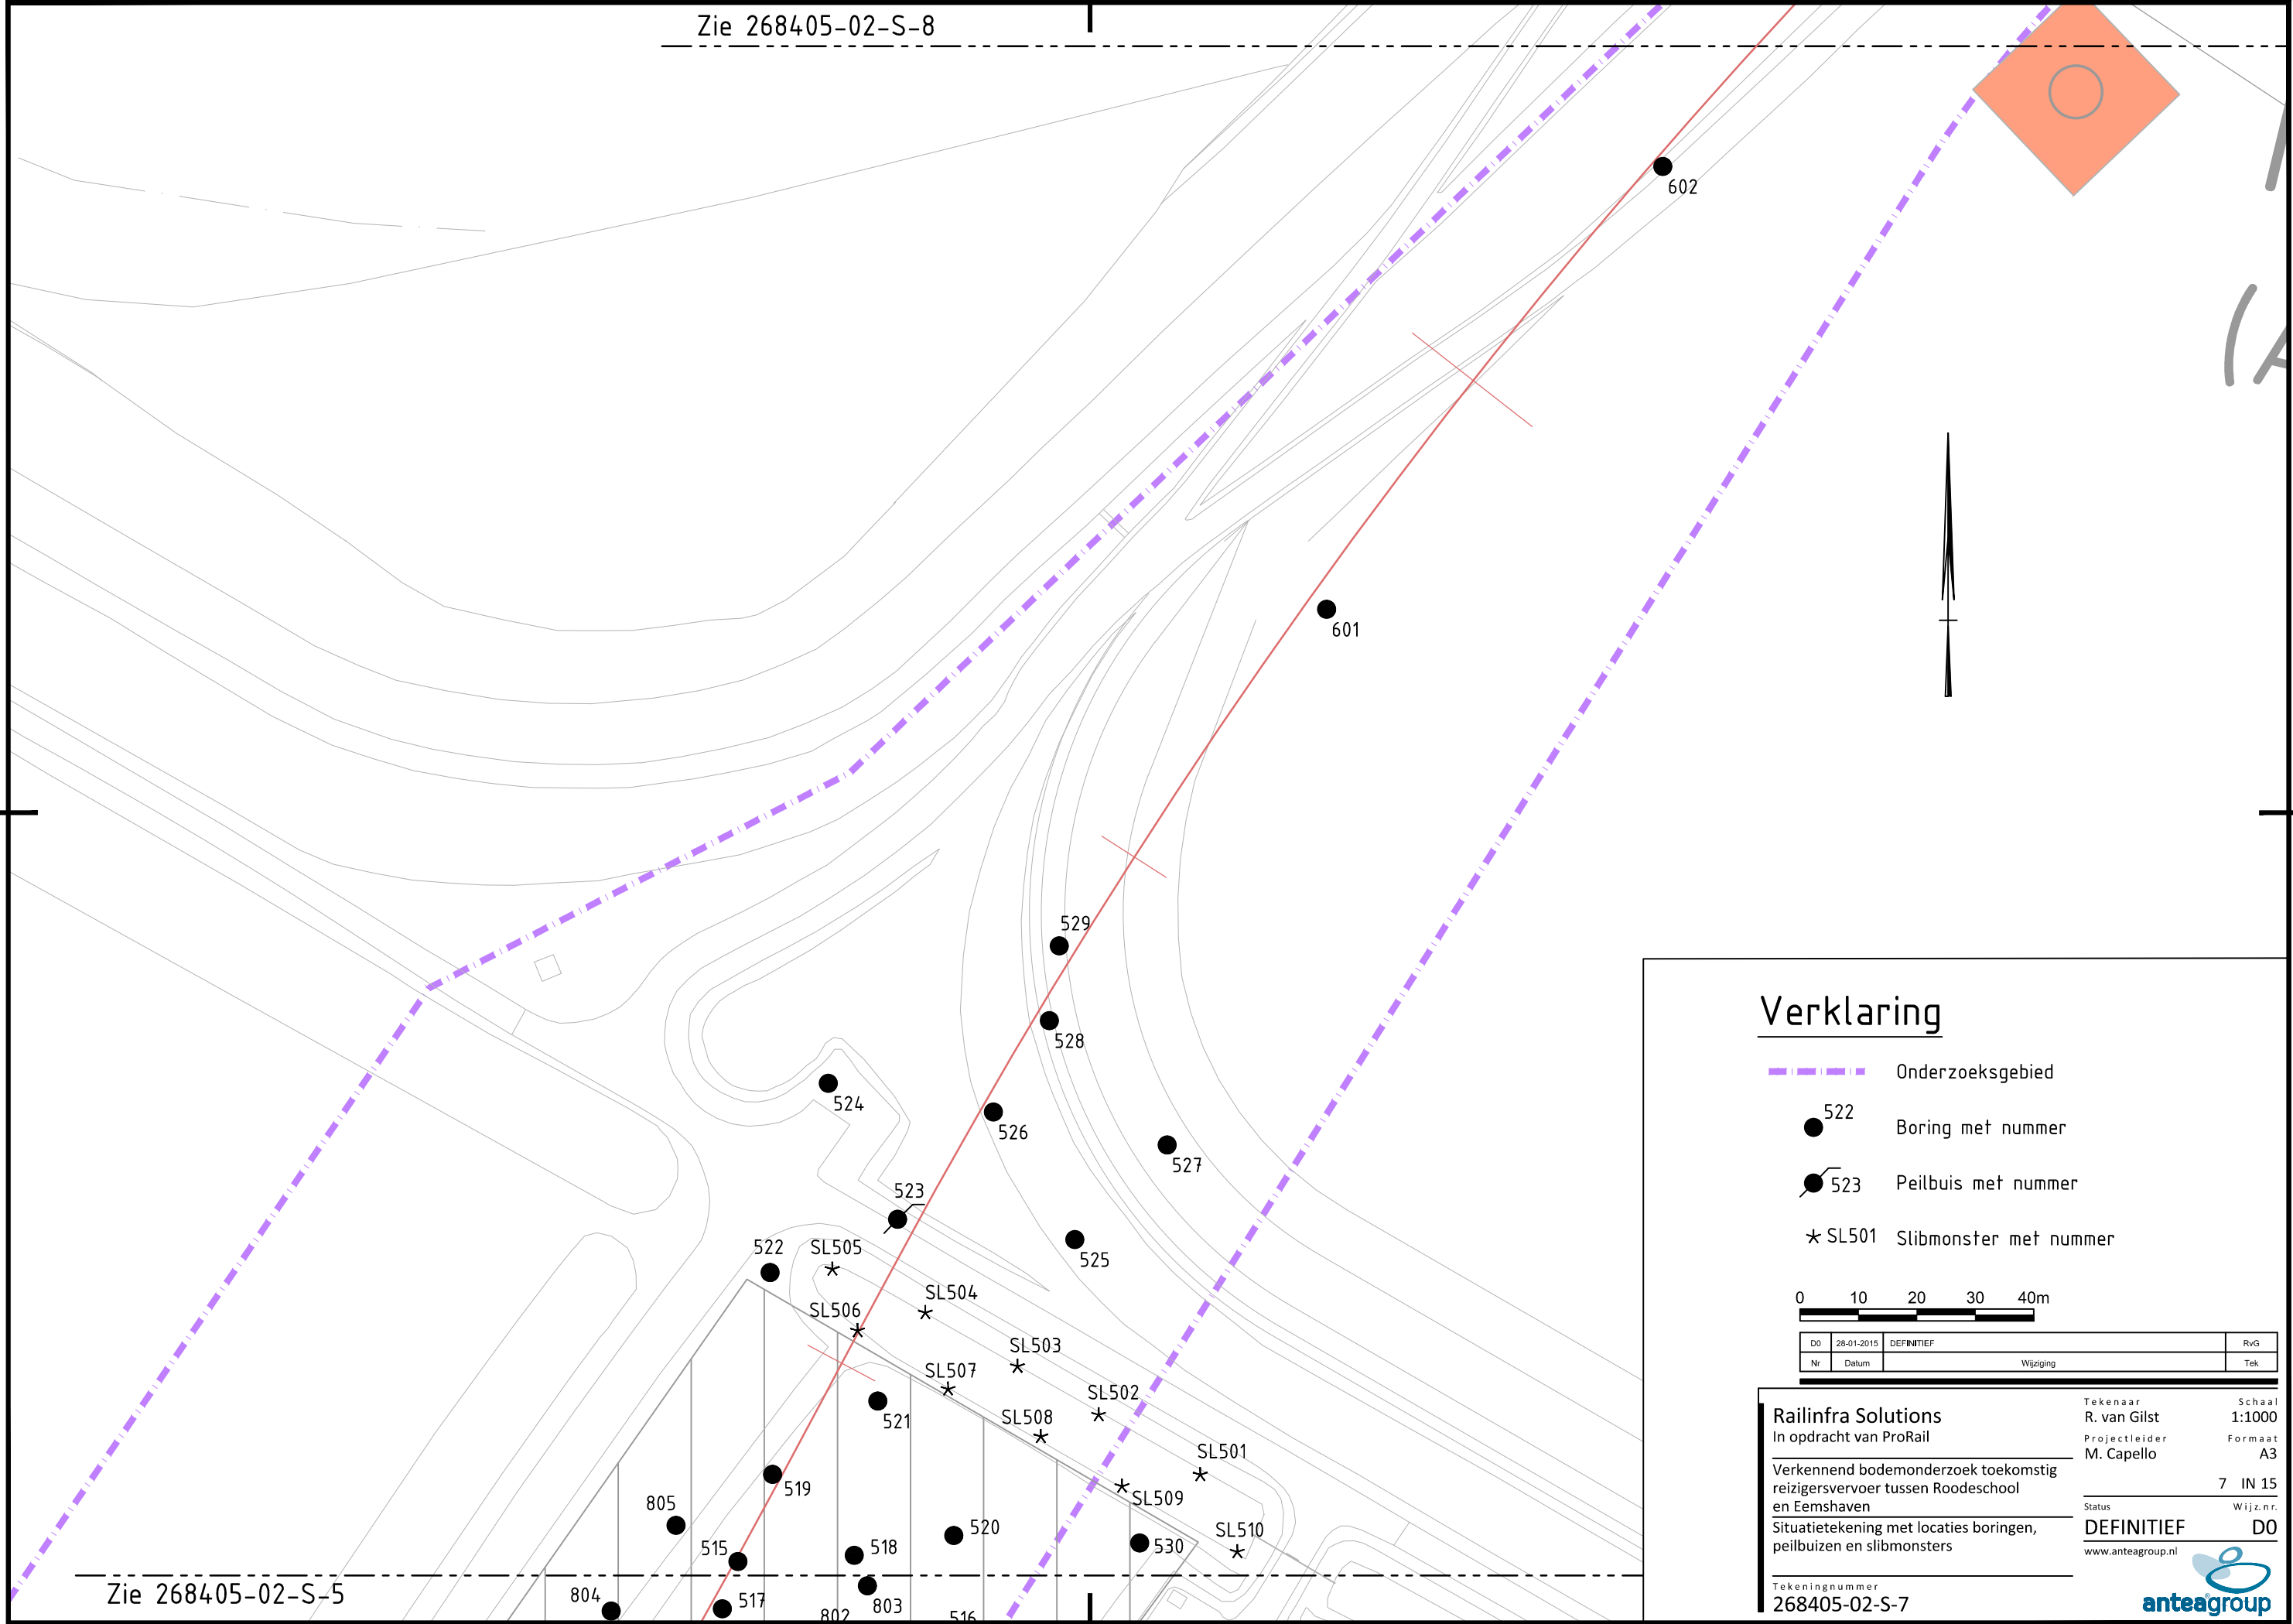 Zie 268405-02-S-8
602
(A
601
529
528
524
526
527
523
525
522
SL505
SL504
SL506
SL503
SL507
SL502
521
SL508
SL501
519
SL509
805
520
SL510
515
518
530
Zie 268405-02-S-5
804
517
803
802
516
Verklaring
Onderzoeksgebied
522
Boring met nummer
523
Peilbuis met nummer
SL501
Slibmonster met nummer
0 10 20 30 40m
D0 28-01-2015 DEFINITIEF RvG
Nr Datum Wijziging Tek
Railinfra Solutions
In opdracht van ProRail
Verkennend bodemonderzoek toekomstig
reizigersvervoer tussen Roodeschool
en Eemshaven
Situatietekening met locaties boringen,
peilbuizen en slibmonsters
Tekeningnummer
268405-02-S-7
Tekenaar Schaal
R. van Gilst 1:1000
Projectleider Formaat
M. Capello A3
7 IN 15
Status Wijz.nr.
DEFINITIEF D0
www.anteagroup.nl
anteagroup